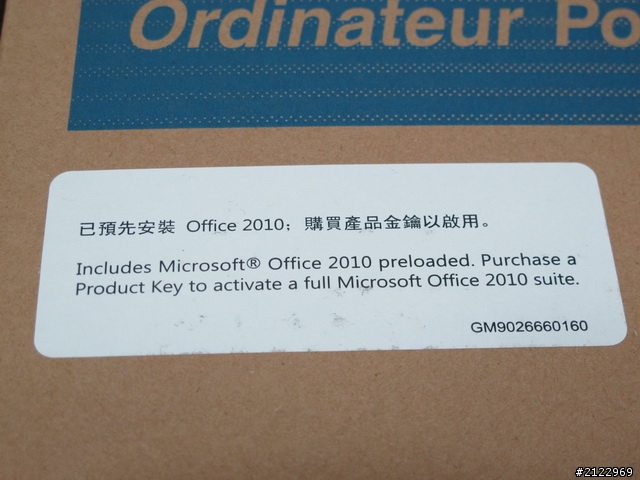 Ordinateur Po
已預先安裝 Office 2010；購買產品金鑰以啟用。
Includes Microsoft® Office 2010 preloaded. Purchase a
Product Key to activate a full Microsoft Office 2010 suite.
GM9026660160
#2122969